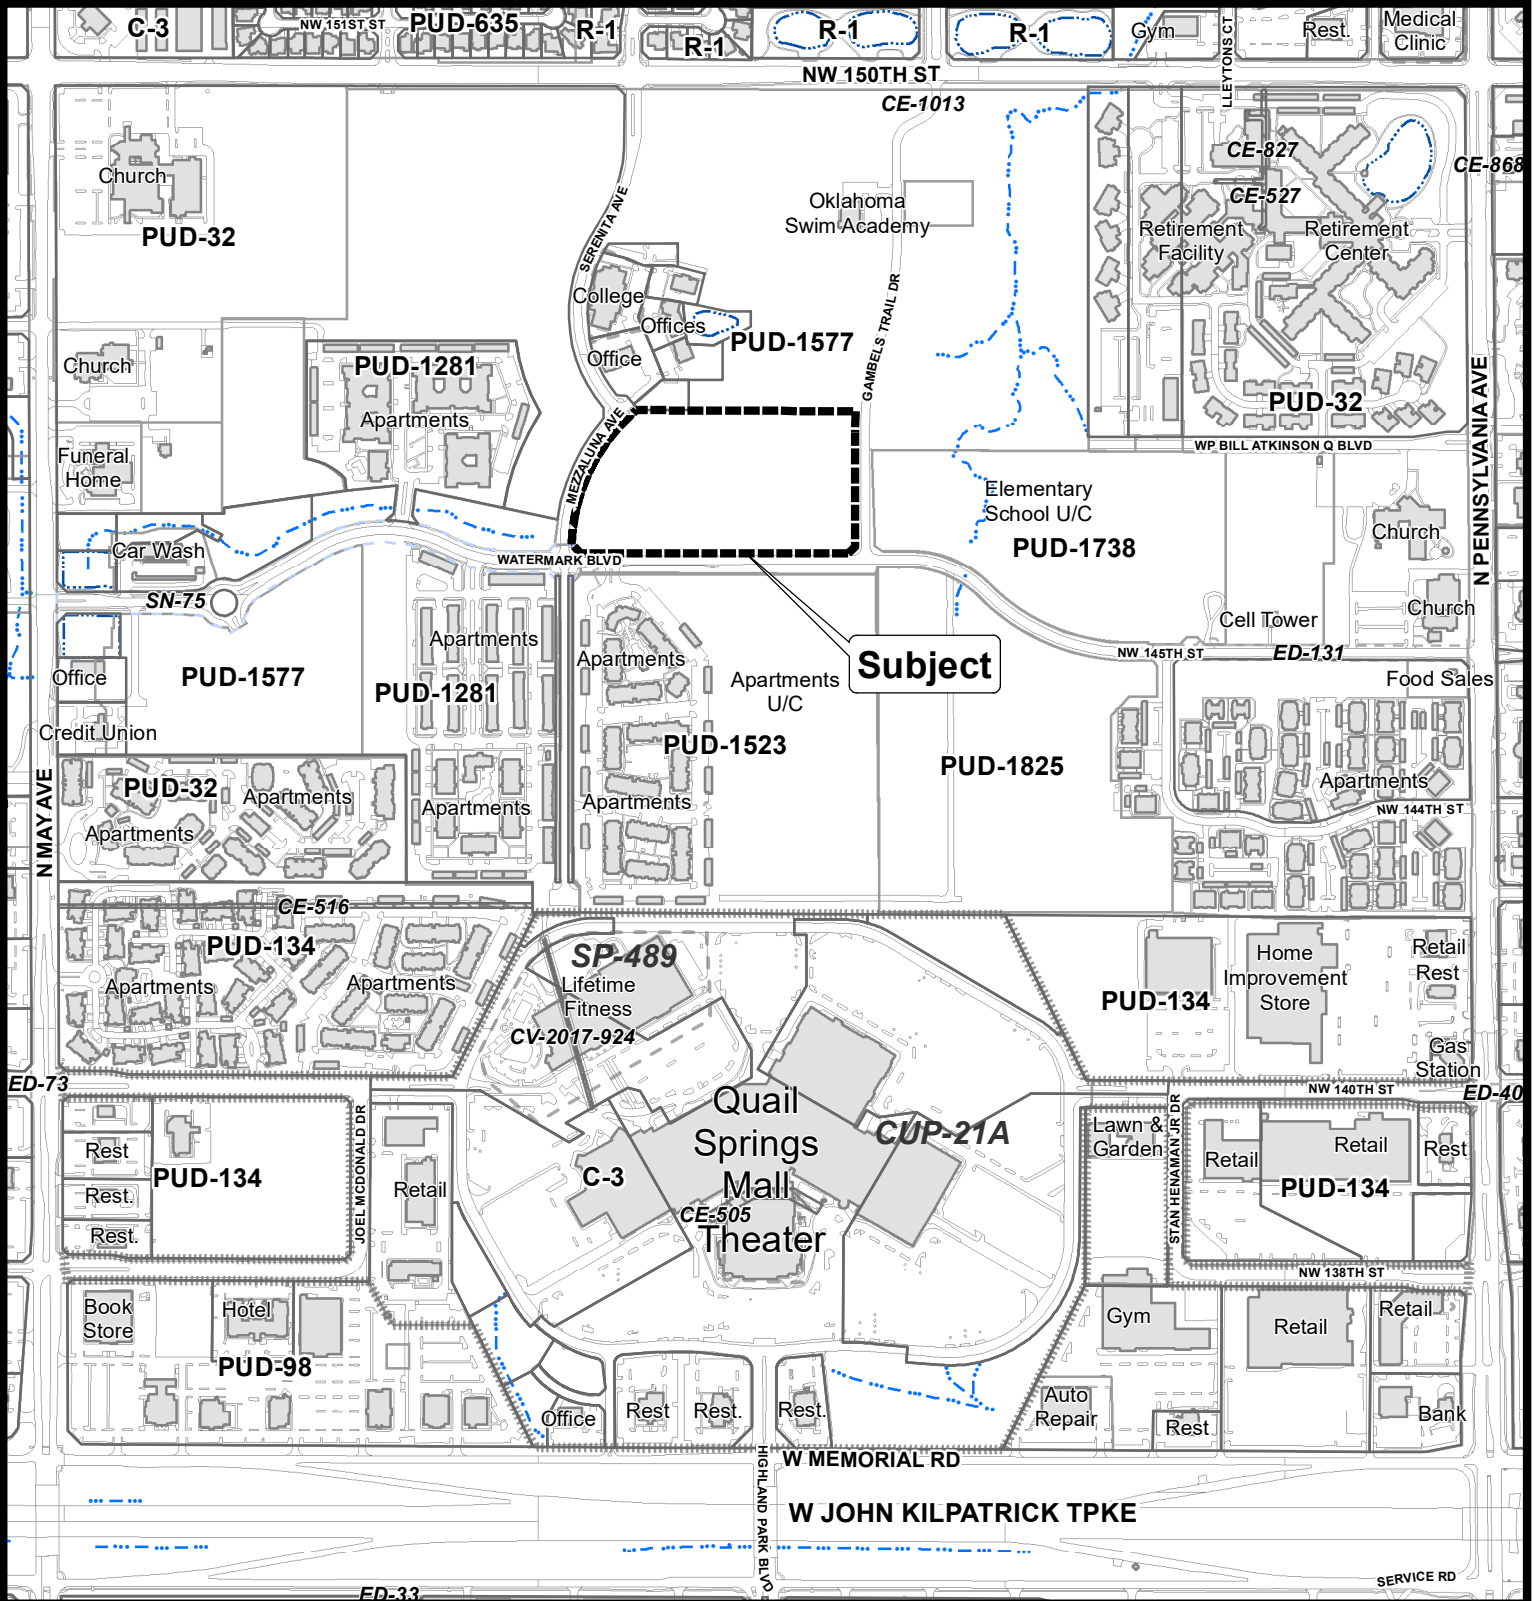 C-3
NW 151ST ST
PUD-635
R-1
R-1
R-1
R-1
Gym
LLEYTONS CT
Rest.
Medical
Clinic
NW 150TH ST
CE-1013
Church
PUD-32
SERENITA AVE
Oklahoma
Swim Academy
CE-827
CE-527
CE-868
Retirement
Facility
Retirement
Center
College
Offices
Office
PUD-1577
GAMBELS TRAIL DR
Church
PUD-1281
Apartments
PUD-32
N PENNSYLVANIA AVE
MEZZALUNA AVE
WP BILL ATKINSON Q BLVD
Funeral
Home
Elementary
School U/C
PUD-1738
Church
Car Wash
WATERMARK BLVD
SN-75
Church
Cell Tower
Apartments
Apartments
Subject
NW 145TH ST
ED-131
Office
PUD-1577
PUD-1281
Apartments
U/C
Food Sales
Credit Union
PUD-1523
PUD-1825
N MAY AVE
PUD-32
Apartments
Apartments
Apartments
Apartments
Apartments
NW 144TH ST
CE-516
PUD-134
Apartments
Apartments
SP-489
Lifetime
Fitness
CV-2017-924
PUD-134
Home
Improvement
Store
Retail
Rest
Gas
Station
ED-73
NW 140TH ST
ED-40
JOEL MCDONALD DR
Quail
Springs
Mall
Theater
CUP-21A
C-3
CE-505
Lawn &
Garden
STAN HENAMAN JR DR
Retail
Retail
Rest
PUD-134
Rest
Rest.
Rest.
PUD-134
Retail
NW 138TH ST
Book
Store
Hotel
PUD-98
Gym
Retail
Retail
Office
Rest
Rest.
Rest.
Auto
Repair
Rest
Bank
HIGHLAND PARK BLVD
W MEMORIAL RD
W JOHN KILPATRICK TPKE
SERVICE RD
ED-33